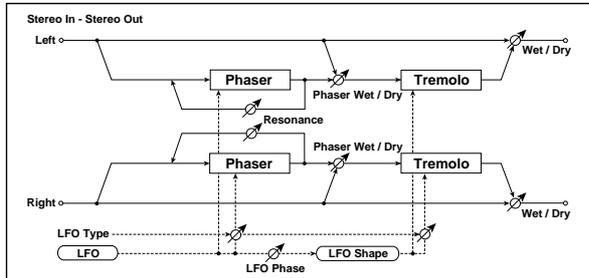 Stereo In - Stereo Out
Left
Wet / Dry
Phaser
Phaser Wet / Dry
Tremolo
Resonance
Phaser
Phaser Wet / Dry
Tremolo
Right
Wet / Dry
LFO Type
LFO
LFO Phase
LFO Shape